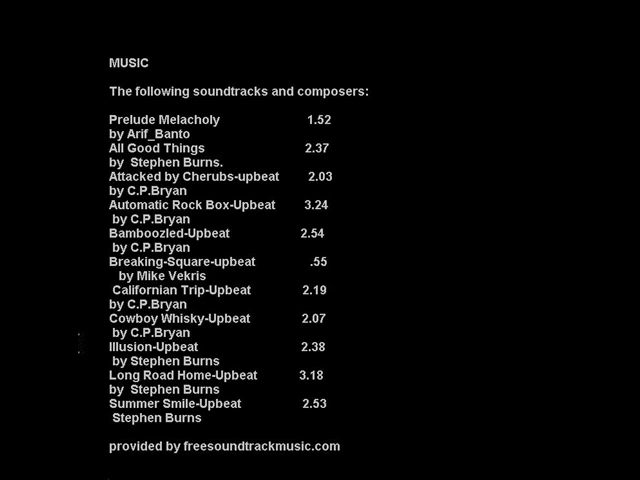 MUSIC
The following soundtracks and composers:
Prelude Melacholy 1.52
by Arif_Banto
All Good Things 2.37
by Stephen Burns.
Attacked by Cherubs-upbeat 2.03
by C.P.Bryan
Automatic Rock Box-Upbeat 3.24
by C.P.Bryan
Bamboozled-Upbeat 2.54
by C.P.Bryan
Breaking-Square-upbeat .55
by Mike Vekris
Californian Trip-Upbeat 2.19
by C.P.Bryan
Cowboy Whisky-Upbeat 2.07
by C.P.Bryan
Illusion-Upbeat 2.38
by Stephen Burns
Long Road Home-Upbeat 3.18
by Stephen Burns
Summer Smile-Upbeat 2.53
Stephen Burns
provided by freesoundtrackmusic.com